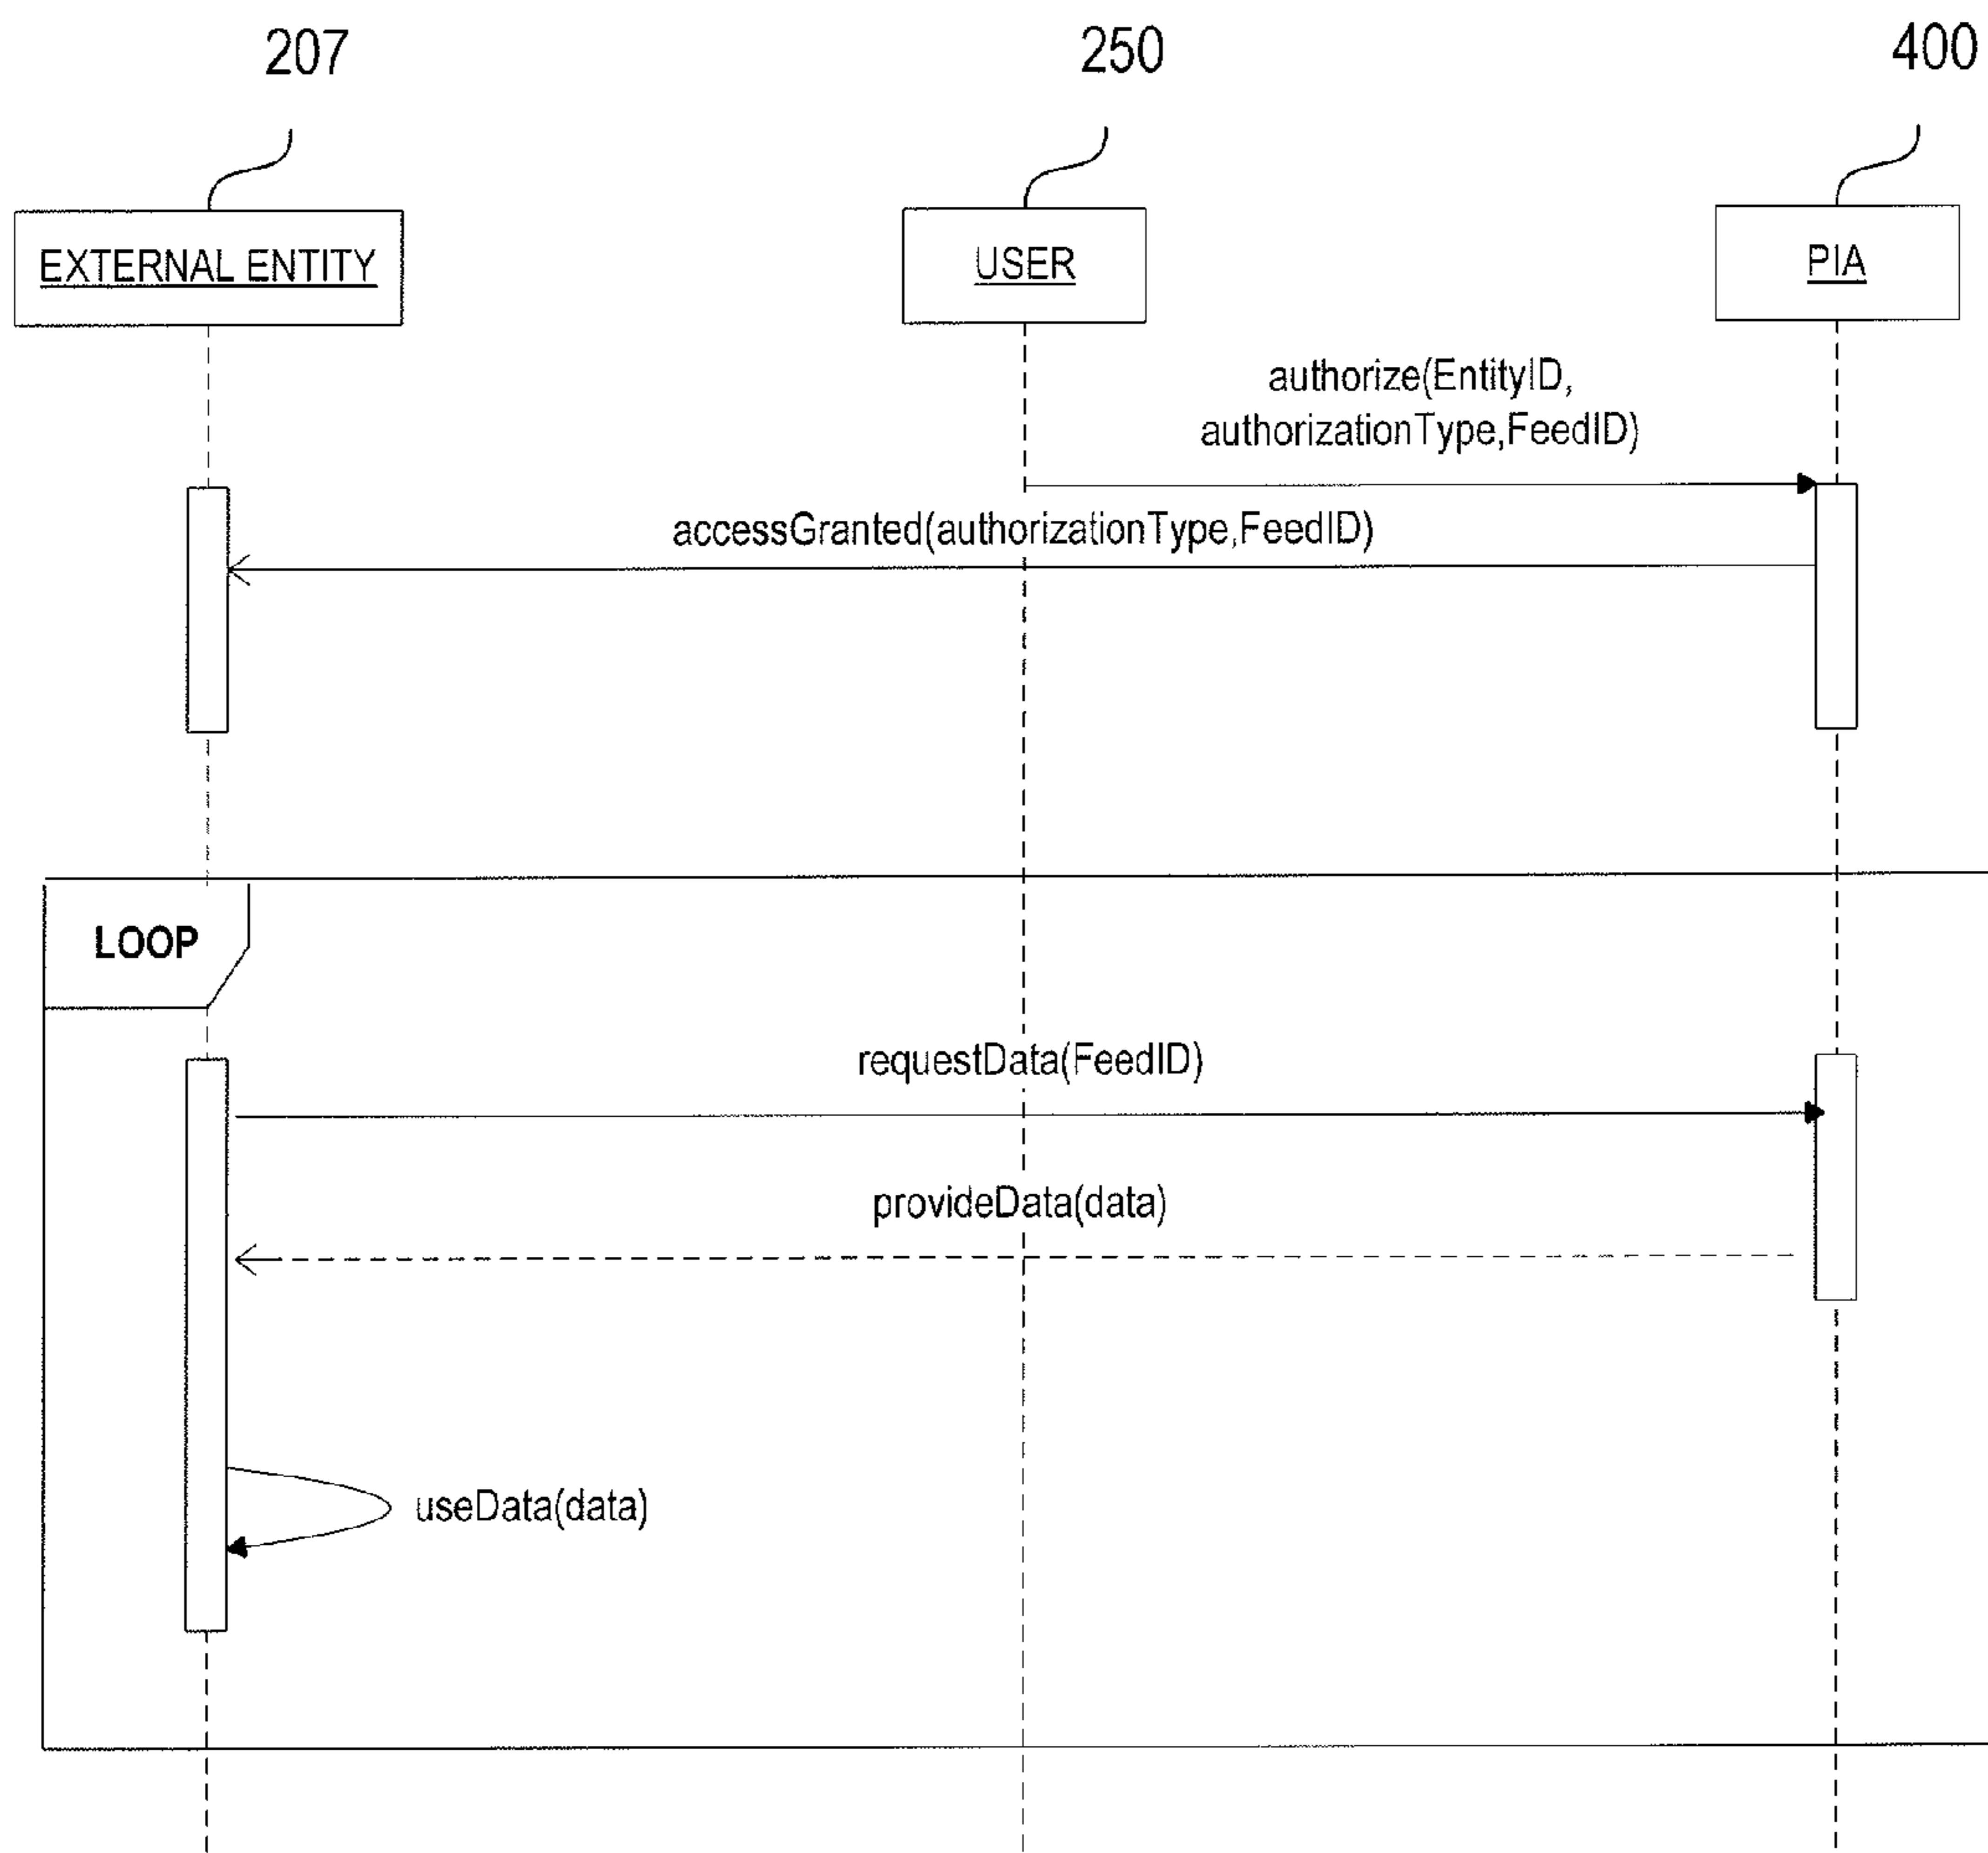 207
250
400
EXTERNAL ENTITY
USER
PIA
authorize(EntityID,
authorizationType,FeedID)
accessGranted(authorizationType,FeedID)
LOOP
requestData(FeedID)
provideData(data)
useData(data)